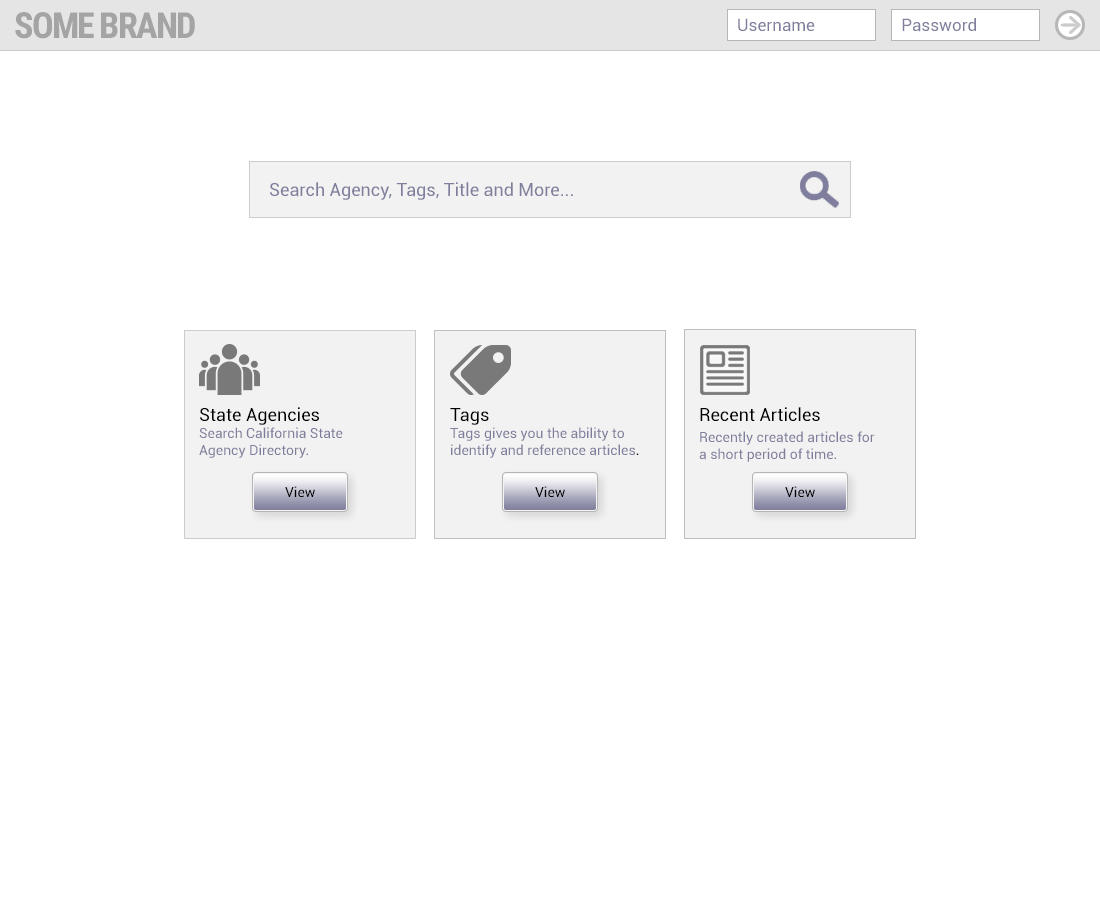 SOME BRAND
Username
Password
Search Agency, Tags, Title and More...
State Agencies
Search California State
Agency Directory.
View
Tags
Tags gives you the ability to
identify and reference articles.
View
Recent Articles
Recently created articles for
a short period of time.
View